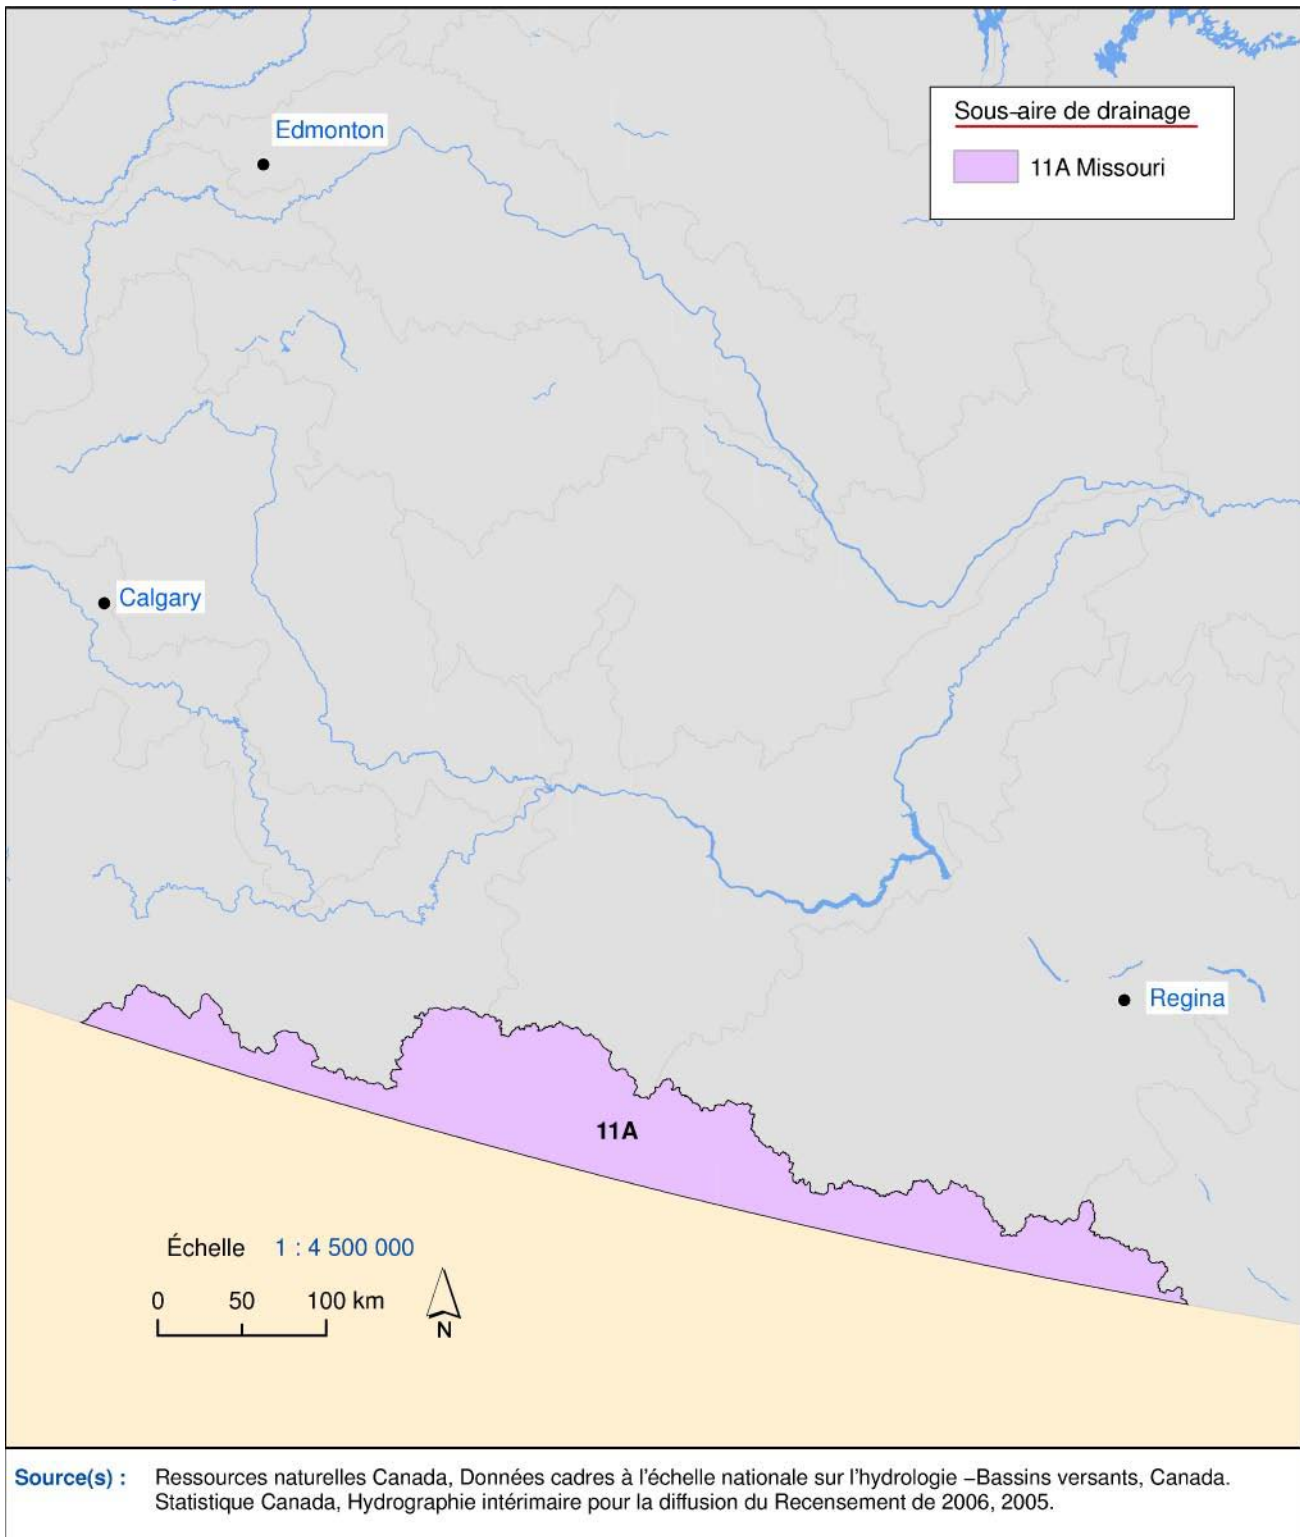 Edmonton
Sous–aire de drainage
11A Missouri
Calgary
Regina
11A
Échelle 1 : 4 500 000
0 50 100 km
N
Source(s) : Ressources naturelles Canada, Données cadres à l'échelle nationale sur l'hydrologie –Bassins versants, Canada.
Statistique Canada, Hydrographie intérimaire pour la diffusion du Recensement de 2006, 2005.